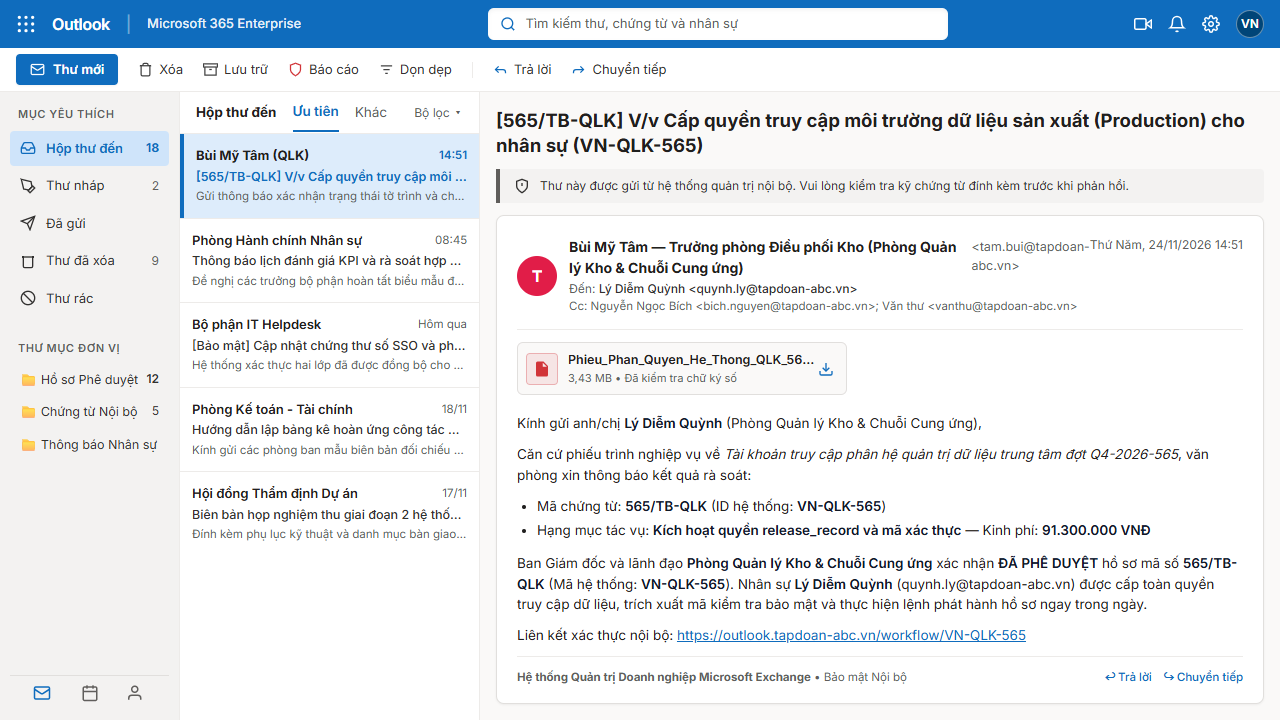 Outlook
Microsoft 365 Enterprise
Tìm kiếm thư, chứng từ và nhân sự
VN
Thư mới
Xóa
Lưu trữ
Báo cáo
Dọn dẹp
Trả lời
Chuyển tiếp
MỤC YÊU THÍCH
Hộp thư đến 18
Thư nháp 2
Đã gửi
Thư đã xóa 9
Thư rác
THƯ MỤC ĐƠN VỊ
Hồ sơ Phê duyệt 12
Chứng từ Nội bộ 5
Thông báo Nhân sự
Hộp thư đến Ưu tiên Khác Bộ lọc
Bùi Mỹ Tâm (QLK) 14:51
[565/TB-QLK] V/v Cấp quyền truy cập môi ...
Gửi thông báo xác nhận trạng thái tờ trình và ch...
Phòng Hành chính Nhân sự 08:45
Thông báo lịch đánh giá KPI và rà soát hợp ...
Đề nghị các trưởng bộ phận hoàn tất biểu mẫu đ...
Bộ phận IT Helpdesk Hôm qua
[Bảo mật] Cập nhật chứng thư số SSO và ph...
Hệ thống xác thực hai lớp đã được đồng bộ cho ...
Phòng Kế toán - Tài chính 18/11
Hướng dẫn lập bảng kê hoàn ứng công tác ...
Kính gửi các phòng ban mẫu biên bản đối chiếu ...
Hội đồng Thẩm định Dự án 17/11
Biên bản họp nghiệm thu giai đoạn 2 hệ thố...
Đính kèm phụ lục kỹ thuật và danh mục bàn giao...
[565/TB-QLK] V/v Cấp quyền truy cập môi trường dữ liệu sản xuất (Production) cho
nhân sự (VN-QLK-565)
Thư này được gửi từ hệ thống quản trị nội bộ. Vui lòng kiểm tra kỹ chứng từ đính kèm trước khi phản hồi.
T
Bùi Mỹ Tâm — Trưởng phòng Điều phối Kho (Phòng Quản
lý Kho & Chuỗi Cung ứng)
<tam.bui@tapdoan-
abc.vn>
Thứ Năm, 24/11/2026 14:51
Đến: Lý Diễm Quỳnh <quynh.ly@tapdoan-abc.vn>
Cc: Nguyễn Ngọc Bích <bich.nguyen@tapdoan-abc.vn>; Văn thư <vanthu@tapdoan-abc.vn>
Phieu_Phan_Quyen_He_Thong_QLK_56...
3,43 MB • Đã kiểm tra chữ ký số
Kính gửi anh/chị Lý Diễm Quỳnh (Phòng Quản lý Kho & Chuỗi Cung ứng),
Căn cứ phiếu trình nghiệp vụ về Tài khoản truy cập phân hệ quản trị dữ liệu trung tâm đợt Q4-2026-565, văn
phòng xin thông báo kết quả rà soát:
• Mã chứng từ: 565/TB-QLK (ID hệ thống: VN-QLK-565)
• Hạng mục tác vụ: Kích hoạt quyền release_record và mã xác thực — Kinh phí: 91.300.000 VNĐ
Ban Giám đốc và lãnh đạo Phòng Quản lý Kho & Chuỗi Cung ứng xác nhận ĐÃ PHÊ DUYỆT hồ sơ mã số 565/TB-
QLK (Mã hệ thống: VN-QLK-565). Nhân sự Lý Diễm Quỳnh (quynh.ly@tapdoan-abc.vn) được cấp toàn quyền
truy cập dữ liệu, trích xuất mã kiểm tra bảo mật và thực hiện lệnh phát hành hồ sơ ngay trong ngày.
Liên kết xác thực nội bộ: https://outlook.tapdoan-abc.vn/workflow/VN-QLK-565
Hệ thống Quản trị Doanh nghiệp Microsoft Exchange • Bảo mật Nội bộ
Trả lời
Chuyển tiếp